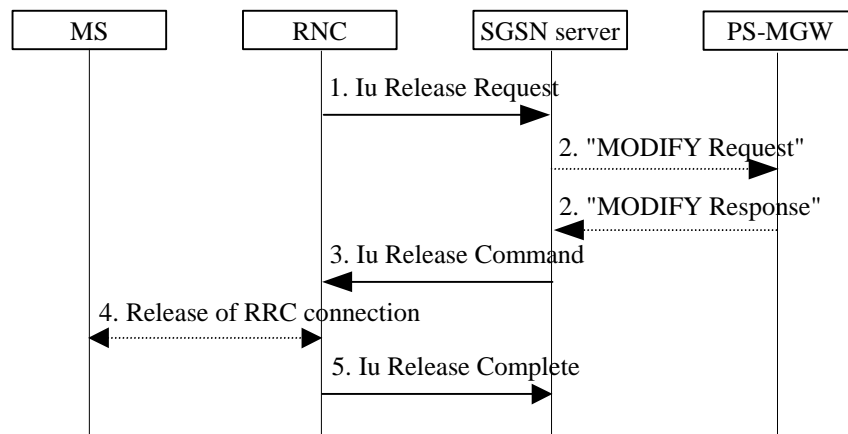 MS
RNC
SGSN server
PS-MGW
1. Iu Release Request
2. "MODIFY Request"
2. "MODIFY Response"
3. Iu Release Command
4. Release of RRC connection
5. Iu Release Complete